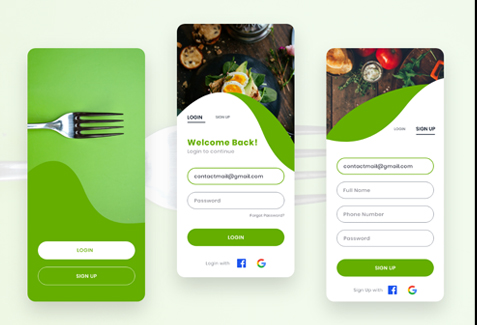 LOGIN
SIGN UP
LOGIN
SIGN UP
Welcome Back!
Login to continue
contactmail@gmail.com
Password
Forgot Password?
LOGIN
Login with
LOGIN
SIGN UP
contactmail@gmail.com
Full Name
Phone Number
Password
SIGN UP
Sign Up with